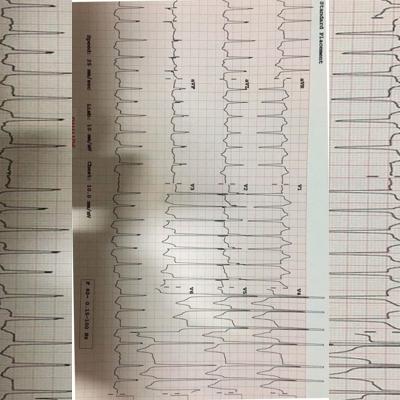 Standard Placement
aVR
aVL
aVF
V1
V2
V3
V4
V5
V6
Speed: 25 mm/sec Limb: 10 mm/mV Chest: 10.0 mm/mV
F 60~ 0.15-100 Hz